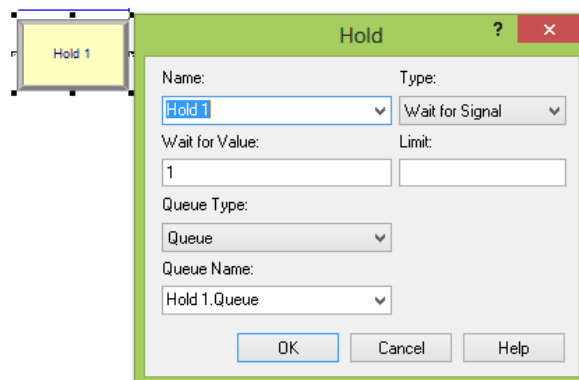 Hold 1
Hold
?
×
Name:
Type:
Hold 1
Wait for Signal
Wait for Value:
Limit:
1
Queue Type:
Queue
Queue Name:
Hold 1.Queue
OK
Cancel
Help